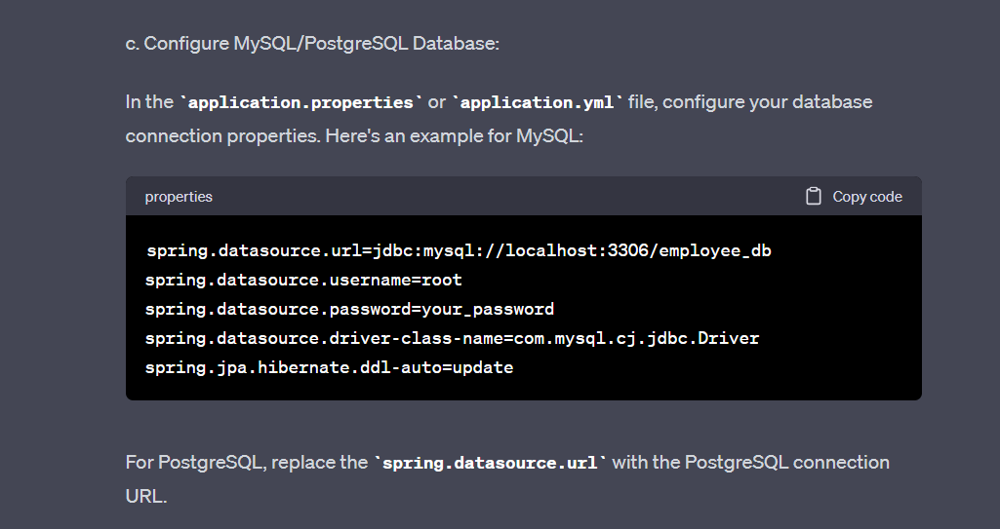 c. Configure MySQL/PostgreSQL Database:
In the `application.properties` or `application.yml` file, configure your database
connection properties. Here's an example for MySQL:
properties
Copy code
spring.datasource.url=jdbc:mysql://localhost:3306/employee_db
spring.datasource.username=root
spring.datasource.password=your_password
spring.datasource.driver-class-name=com.mysql.cj.jdbc.Driver
spring.jpa.hibernate.ddl-auto=update
For PostgreSQL, replace the `spring.datasource.url` with the PostgreSQL connection
URL.